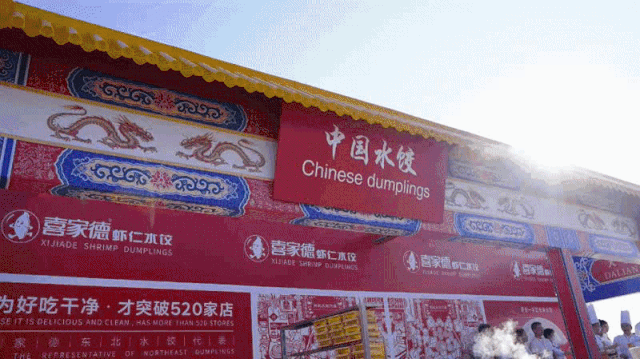 中国水饺
Chinese dumplings
喜家德虾仁水饺
XIJIADE SHRIMP DUMPLINGS
喜家德虾仁水饺
XIJIADE SHRIMP DUMPLINGS
喜家德虾仁水饺
喜家德
为好吃干净·才突破520家店
SE IT IS DELICIOUS AND CLEAN, HAS MORE THAN 520 STORES
家德东北水饺代表
THE REPRESENTATIVE OF NORTHEAST DUMPLINGS
DALIAN